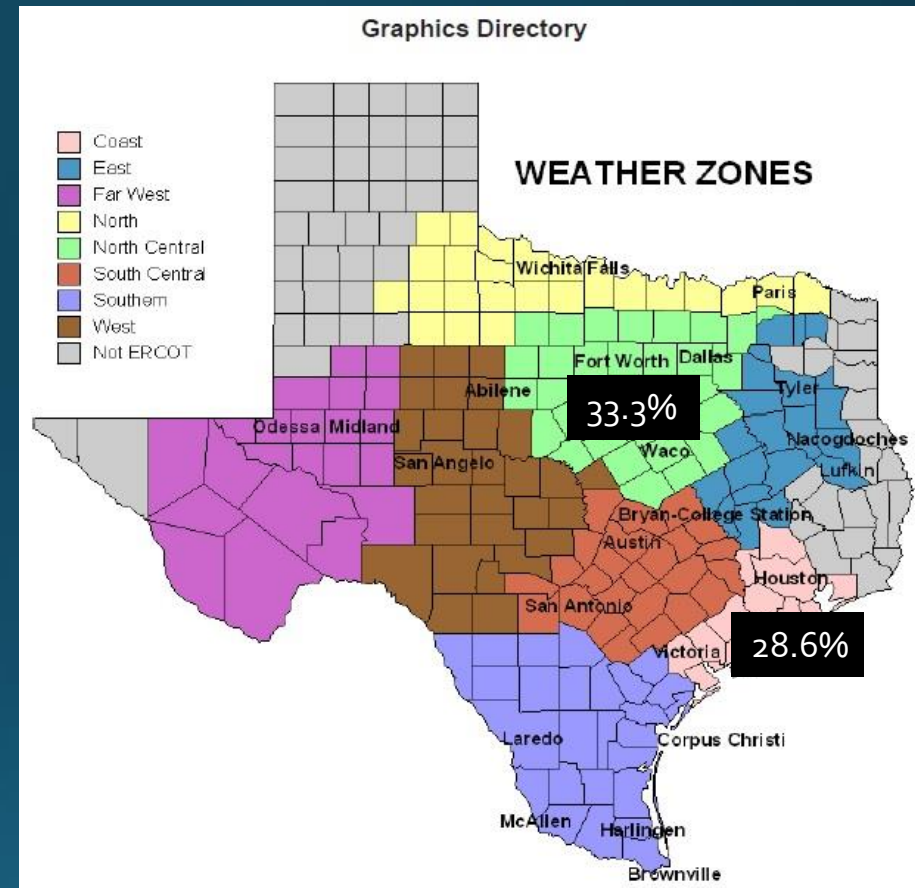 Graphics Directory
WEATHER ZONES
Coast
East
Far West
North
North Central
South Central
Southern
West
Not ERCOT
Wichita Falls
Paris
Fort Worth
Dallas
Abilene
Tyler
33.3%
Odessa
Midland
Nacogdoches
Waco
San Angelo
Lufkin
Bryan-College Station
Austin
Houston
San Antonio
Victoria
28.6%
Laredo
Corpus Christi
McAllen
Harlingen
Brownville